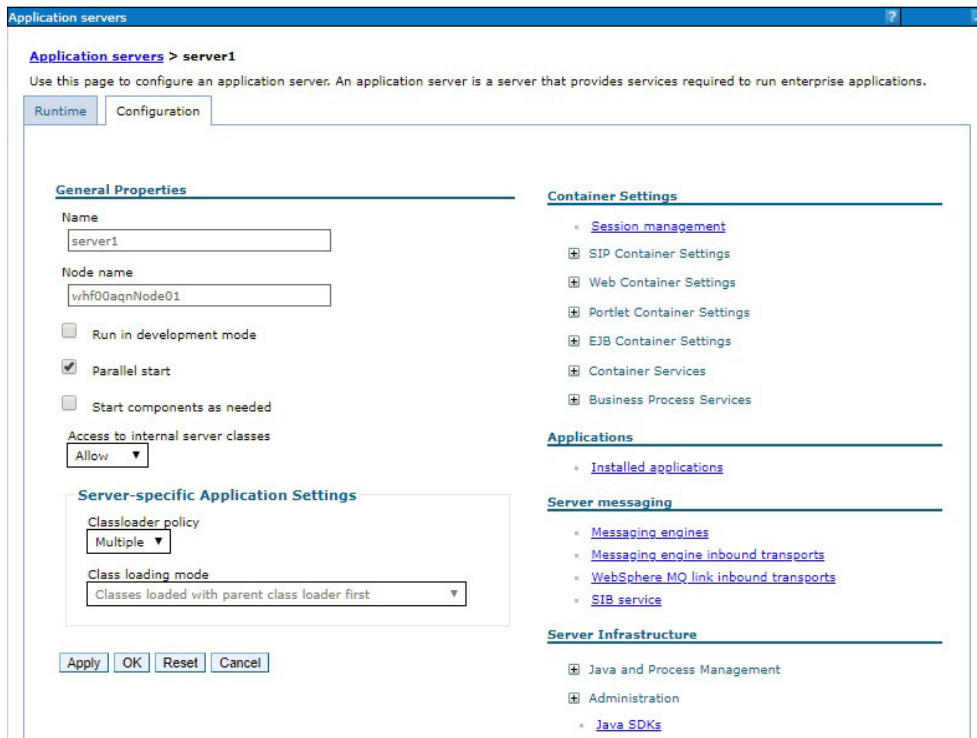 Application servers
?
Application servers > server1
Use this page to configure an application server. An application server is a server that provides services required to run enterprise applications.
Runtime
Configuration
General Properties
Name
server1
Node name
whf00aqnNode01
Run in development mode
Parallel start
Start components as needed
Access to internal server classes
Allow
Server-specific Application Settings
Classloader policy
Multiple
Class loading mode
Classes loaded with parent class loader first
Apply
OK
Reset
Cancel
Container Settings
Session management
SIP Container Settings
Web Container Settings
Portlet Container Settings
EJB Container Settings
Container Services
Business Process Services
Applications
Installed applications
Server messaging
Messaging engines
Messaging engine inbound transports
WebSphere MQ link inbound transports
SIB service
Server Infrastructure
Java and Process Management
Administration
Java SDKs